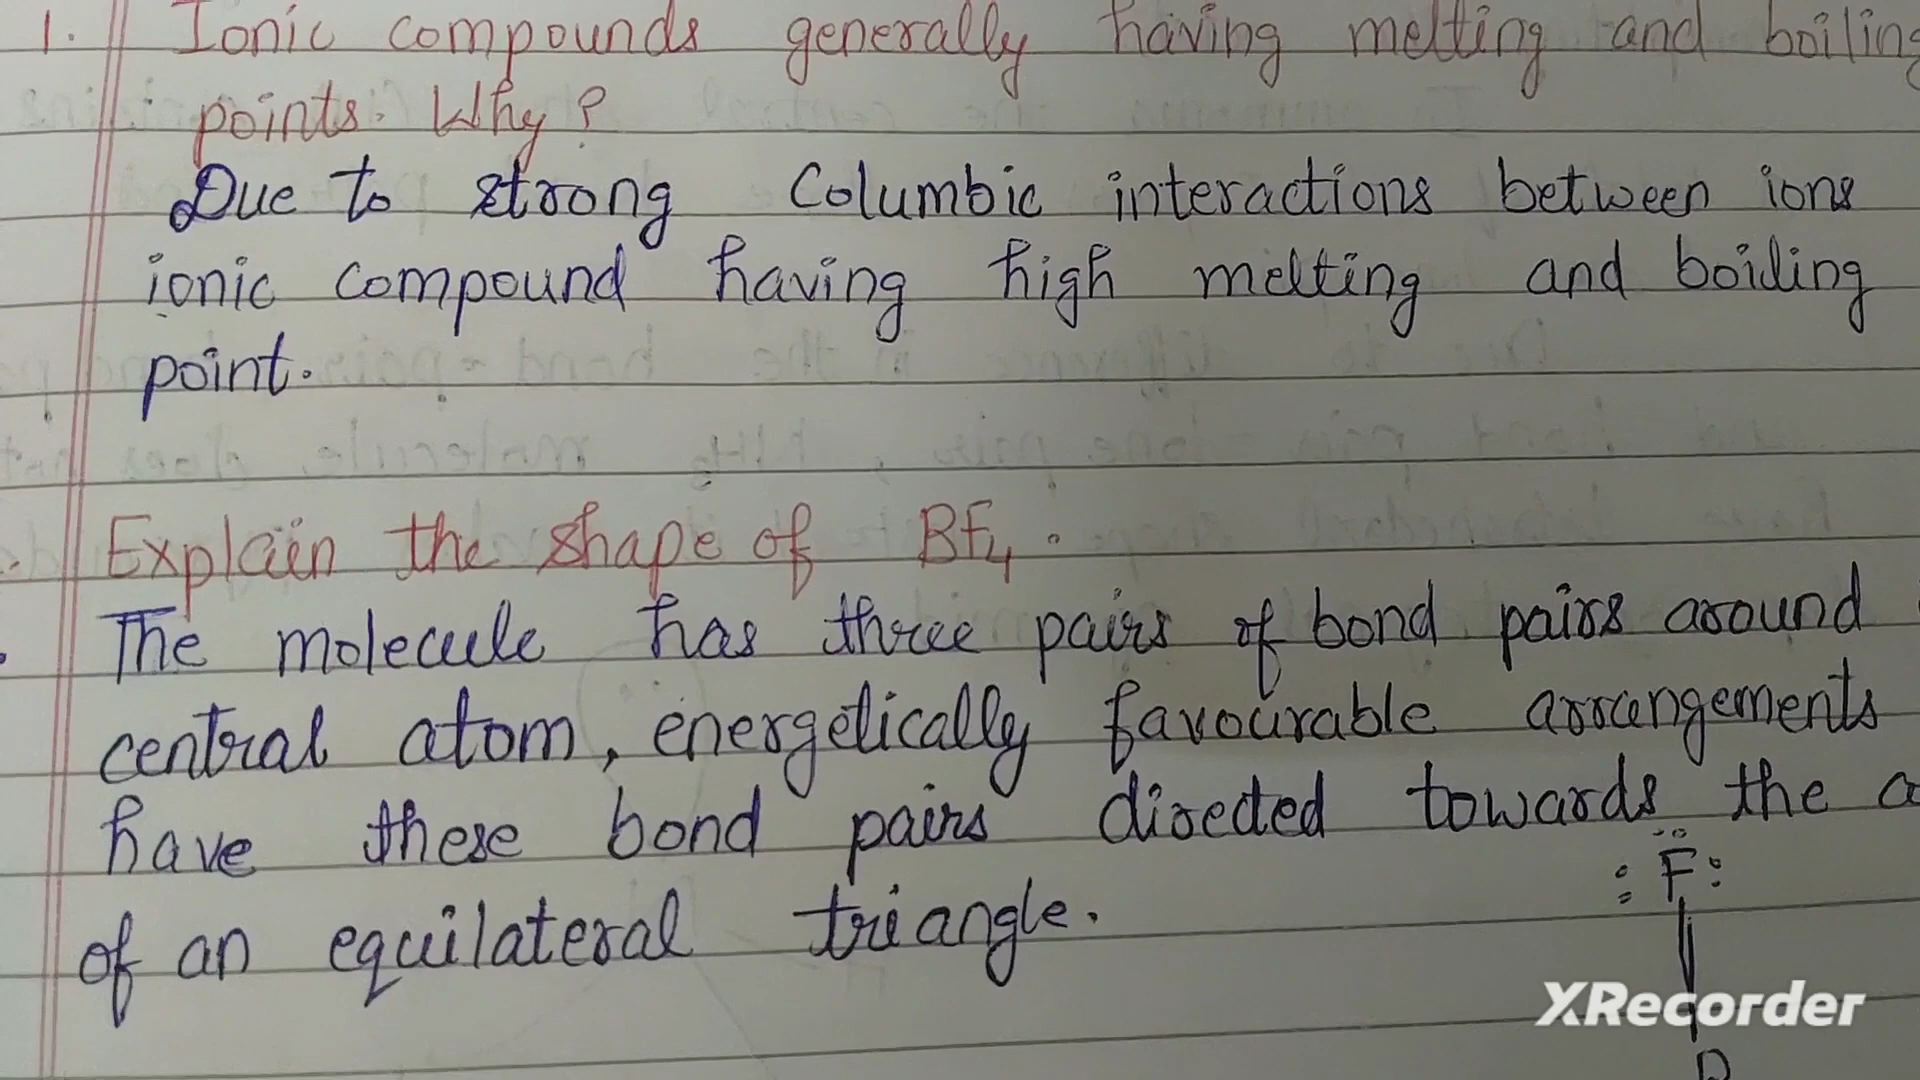 1. Ionic compounds generally having melting and boiling
points. Why?
Due to strong Columbic interactions between ions
ionic compound having high melting and boiling
point.
Explain the shape of BF4.
The molecule has three pairs of bond pairs around
central atom, energetically favourable arrangements
have these bond pairs directed towards the
of an equilateral triangle.
F
XRecorder